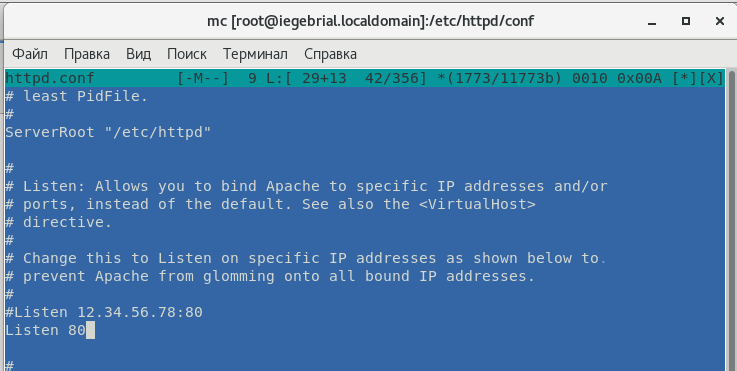 mc [root@iegebrial.localdomain]:/etc/httpd/conf
Файл Правка Вид Поиск Терминал Справка
httpd.conf [-M--] 9 L:[ 29+13 42/356] *(1773/11773b) 0010 0x00A [*][X]
# least PidFile.
#
ServerRoot "/etc/httpd"
#
# Listen: Allows you to bind Apache to specific IP addresses and/or
# ports, instead of the default. See also the <VirtualHost>
# directive.
#
# Change this to Listen on specific IP addresses as shown below to.
# prevent Apache from glomming onto all bound IP addresses.
#
#Listen 12.34.56.78:80
Listen 80
#